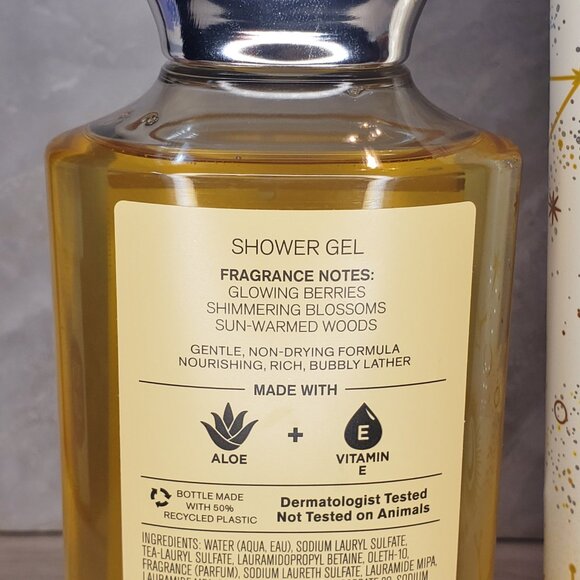 SHOWER GEL
FRAGRANCE NOTES:
GLOWING BERRIES
SHIMMERING BLOSSOMS
SUN-WARMED WOODS
GENTLE, NON-DRYING FORMULA
NOURISHING, RICH, BUBBLY LATHER
MADE WITH
ALOE
+
E
VITAMIN
E
BOTTLE MADE
WITH 50%
RECYCLED PLASTIC
Dermatologist Tested
Not Tested on Animals
INGREDIENTS: WATER (AQUA, EAU), SODIUM LAURYL SULFATE,
TEA-LAURYL SULFATE, LAURAMIDOPROPYL BETAINE, OLETH-10,
FRAGRANCE (PARFUM), SODIUM LAURETH SULFATE, LAURAMIDE MIPA,